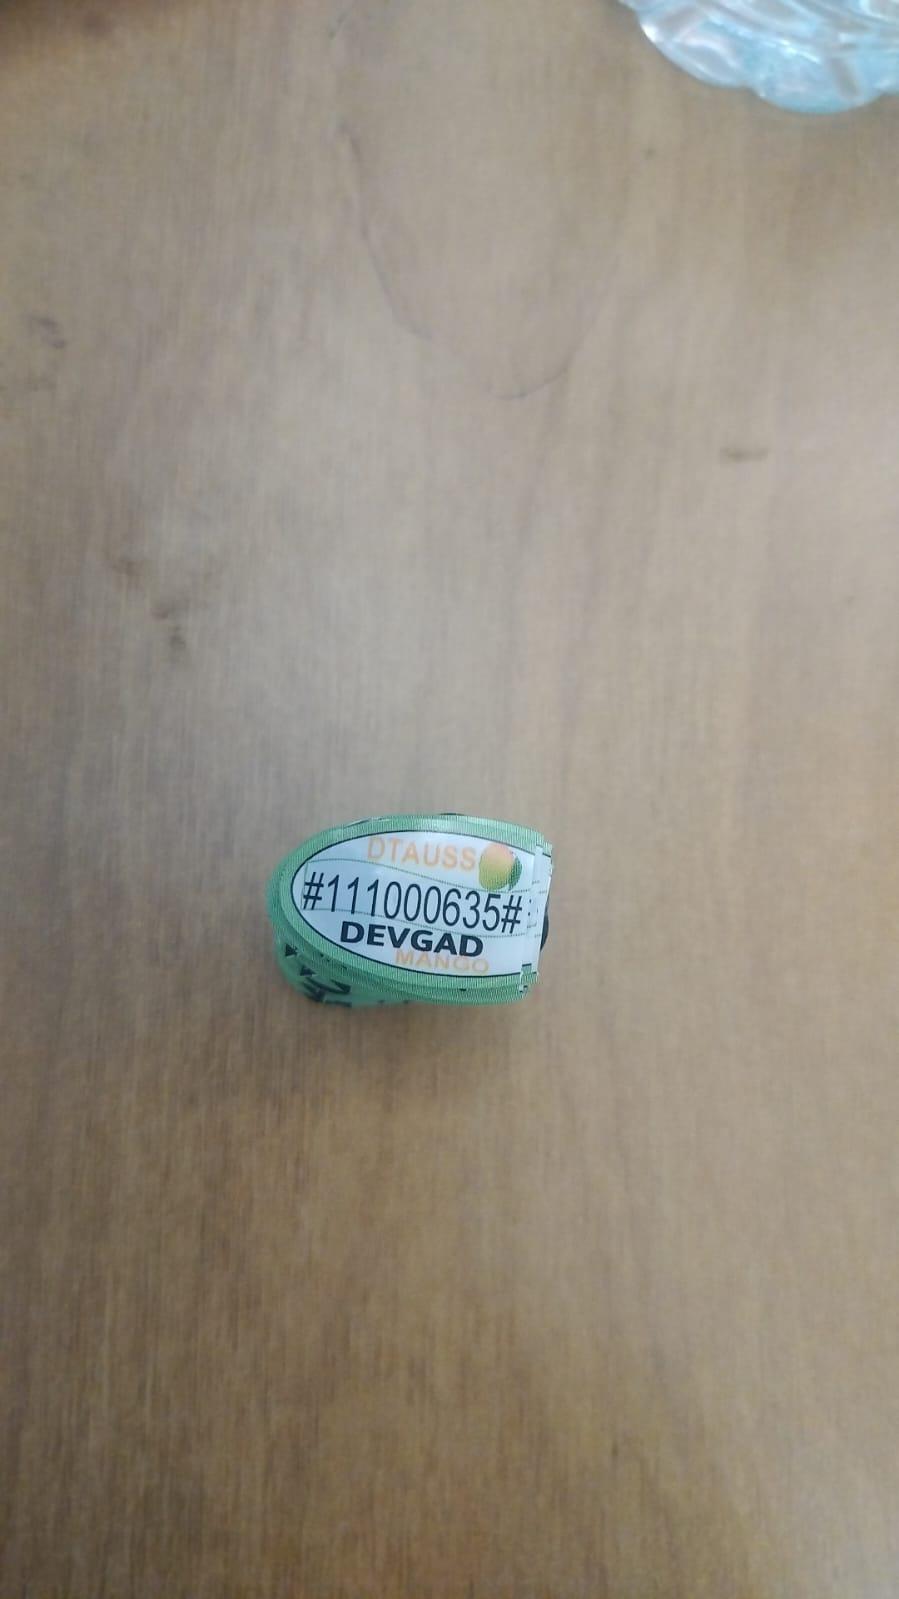 DTAUSS
#111000635#
DEVGAD
MANGO